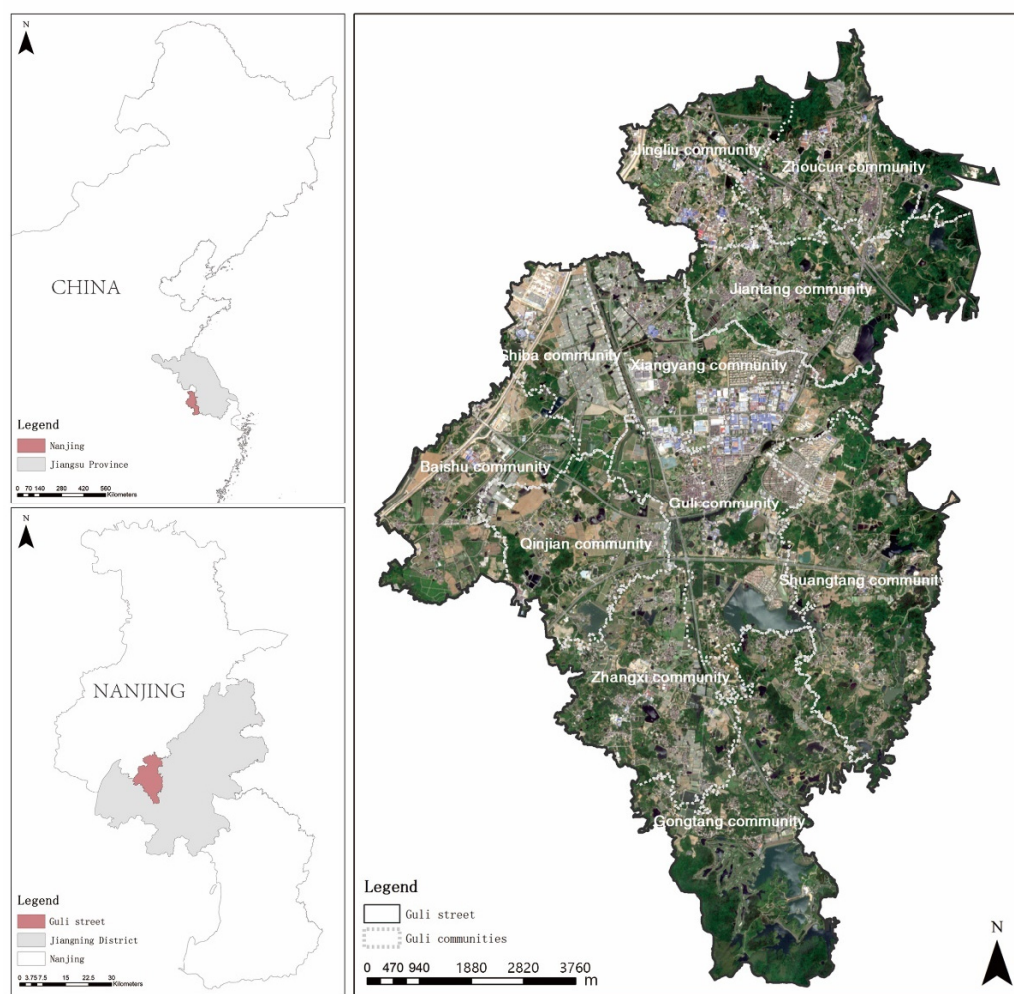 N
CHINA
Legend
Nanjing
Jiangsu Province
0 70 140 280 420 560
Kilometers
N
NANJING
Legend
Guli street
Jiangning District
Nanjing
0 3.75 7.5 15 22.5 30
Kilometers
Jingliu community
Zhoucun community
Jiantang community
Shiba community
Xiangyang community
Baishu community
Guli community
Qinjian community
Shuangtang community
Zhangxi community
Gongtang community
Legend
Guli street
Guli communities
0 470 940 1880 2820 3760
m
N